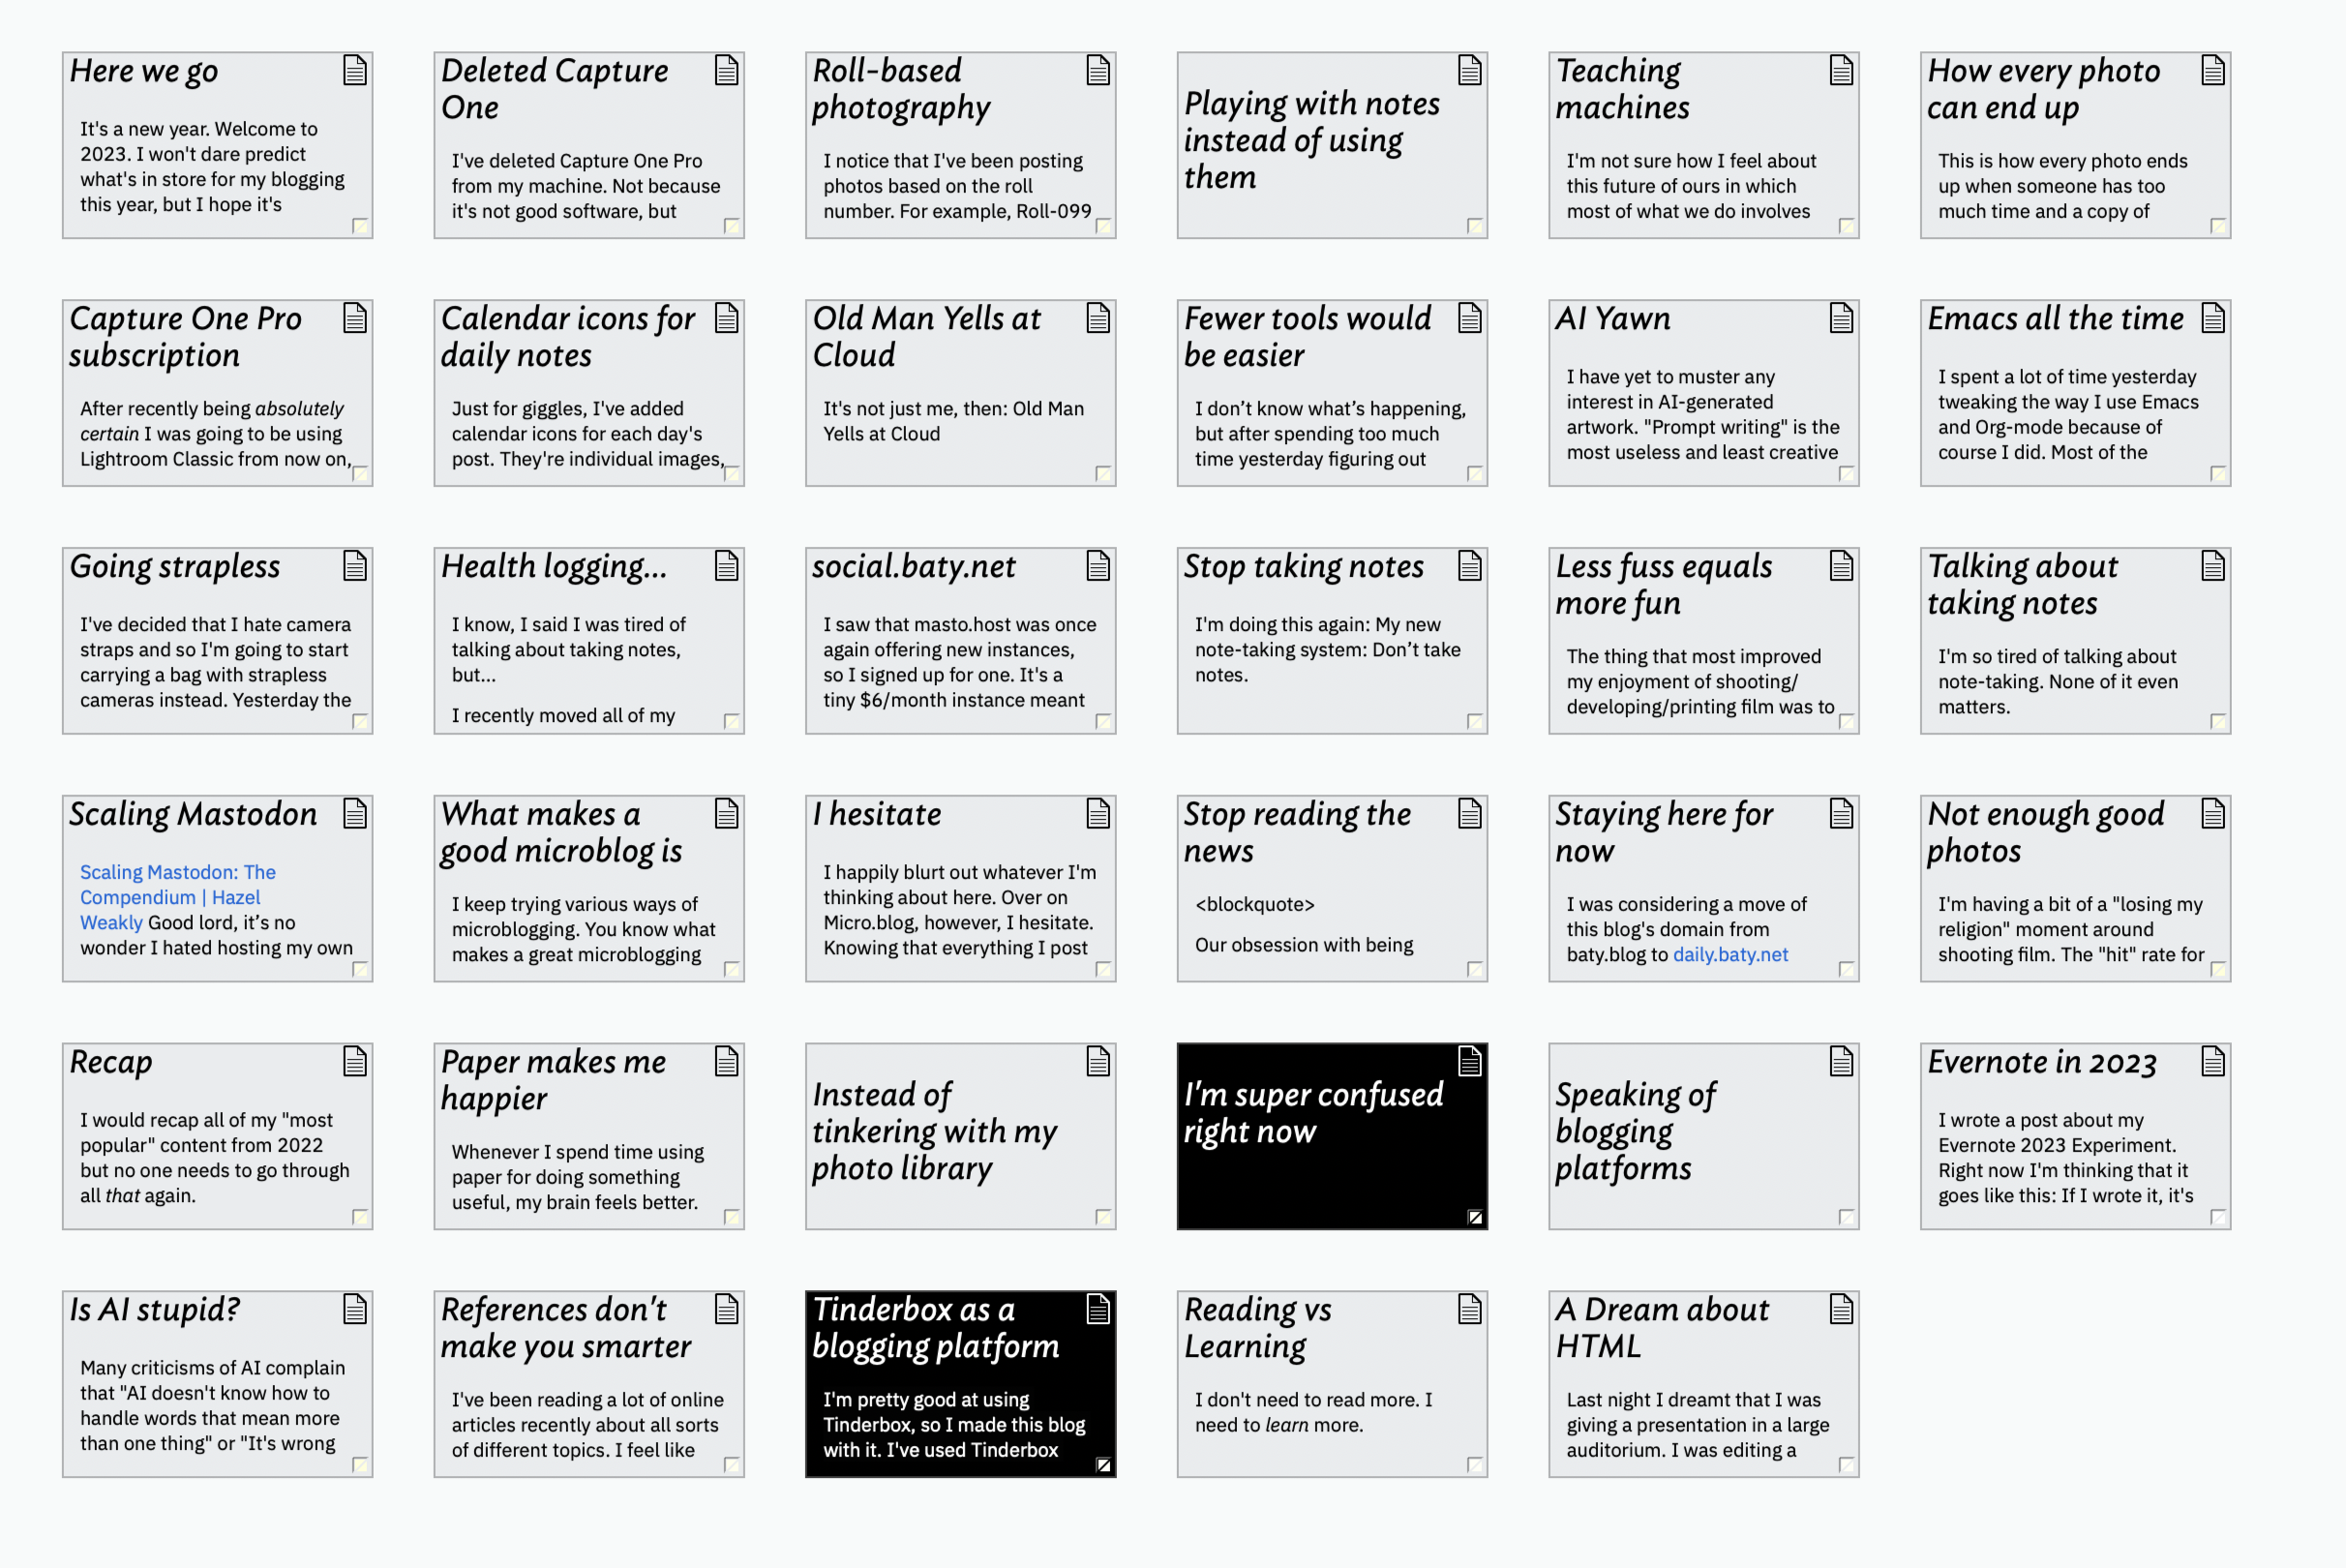 Here we go
It's a new year. Welcome to
2023. I won't dare predict
what's in store for my blogging
this year, but I hope it's
Deleted Capture
One
I've deleted Capture One Pro
from my machine. Not because
it's not good software, but
Roll-based
photography
I notice that I've been posting
photos based on the roll
number. For example, Roll-099
Playing with notes
instead of using
them
Teaching
machines
I'm not sure how I feel about
this future of ours in which
most of what we do involves
How every photo
can end up
This is how every photo ends
up when someone has too
much time and a copy of
Capture One Pro
subscription
After recently being absolutely
certain I was going to be using
Lightroom Classic from now on,
Calendar icons for
daily notes
Just for giggles, I've added
calendar icons for each day's
post. They're individual images,
Old Man Yells at
Cloud
It's not just me, then: Old Man
Yells at Cloud
Fewer tools would
be easier
I don’t know what’s happening,
but after spending too much
time yesterday figuring out
AI Yawn
I have yet to muster any
interest in AI-generated
artwork. "Prompt writing" is the
most useless and least creative
Emacs all the time
I spent a lot of time yesterday
tweaking the way I use Emacs
and Org-mode because of
course I did. Most of the
Going strapless
I've decided that I hate camera
straps and so I'm going to start
carrying a bag with strapless
cameras instead. Yesterday the
Health logging...
I know, I said I was tired of
talking about taking notes,
but...
I recently moved all of my
social.baty.net
I saw that masto.host was once
again offering new instances,
so I signed up for one. It's a
tiny $6/month instance meant
Stop taking notes
I'm doing this again: My new
note-taking system: Don’t take
notes.
Less fuss equals
more fun
The thing that most improved
my enjoyment of shooting/
developing/printing film was to
Talking about
taking notes
I'm so tired of talking about
note-taking. None of it even
matters.
Scaling Mastodon
Scaling Mastodon: The
Compendium | Hazel
Weakly Good lord, it’s no
wonder I hated hosting my own
What makes a
good microblog is
I keep trying various ways of
microblogging. You know what
makes a great microblogging
I hesitate
I happily blurt out whatever I'm
thinking about here. Over on
Micro.blog, however, I hesitate.
Knowing that everything I post
Stop reading the
news
<blockquote>
Our obsession with being
Staying here for
now
I was considering a move of
this blog's domain from
baty.blog to daily.baty.net
Not enough good
photos
I'm having a bit of a "losing my
religion" moment around
shooting film. The "hit" rate for
Recap
I would recap all of my "most
popular" content from 2022
but no one needs to go through
all that again.
Paper makes me
happier
Whenever I spend time using
paper for doing something
useful, my brain feels better.
Instead of
tinkering with my
photo library
I'm super confused
right now
Speaking of
blogging
platforms
Evernote in 2023
I wrote a post about my
Evernote 2023 Experiment.
Right now I'm thinking that it
goes like this: If I wrote it, it's
Is AI stupid?
Many criticisms of AI complain
that "AI doesn't know how to
handle words that mean more
than one thing" or "It's wrong
References don't
make you smarter
I've been reading a lot of online
articles recently about all sorts
of different topics. I feel like
Tinderbox as a
blogging platform
I'm pretty good at using
Tinderbox, so I made this blog
with it. I've used Tinderbox
Reading vs
Learning
I don't need to read more. I
need to learn more.
A Dream about
HTML
Last night I dreamt that I was
giving a presentation in a large
auditorium. I was editing a